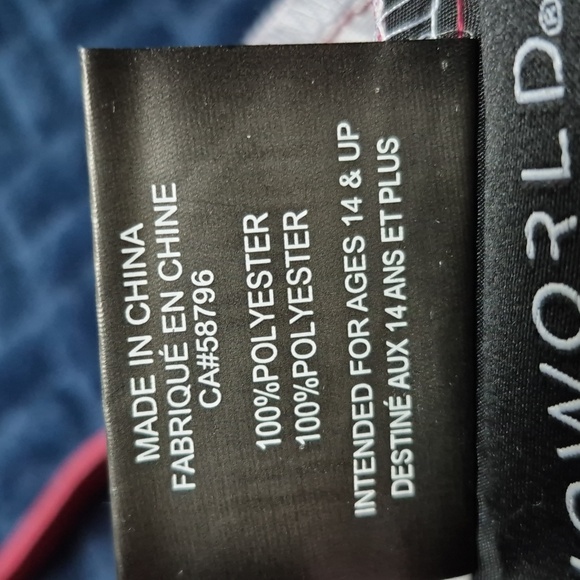 MADE IN CHINA
FABRIQUÉ EN CHINE
CA#58796
100%POLYESTER
100%POLYESTER
INTENDED FOR AGES 14 & UP
DESTINÉ AUX 14 ANS ET PLUS